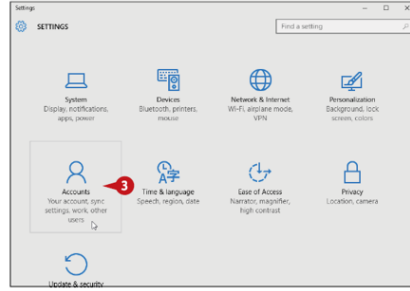 Settings
SETTINGS
Find a setting
System
Display, notifications,
apps, power
Devices
Bluetooth, printers,
mouse
Network & Internet
Wi-Fi, airplane mode,
VPN
Personalization
Background, lock
screen, colors
Accounts
Your account, sync
settings, work, other
users
3
A字
Time & language
Speech, region, date
Ease of Access
Narrator, magnifier,
high contrast
Privacy
Location, camera
Update & security